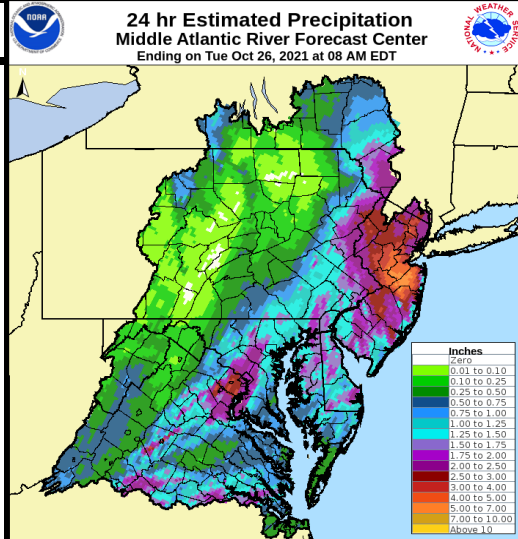 24 hr Estimated Precipitation
Middle Atlantic River Forecast Center
Ending on Tue Oct 26, 2021 at 08 AM EDT
NOAA
NATIONAL WEATHER SERVICE
N
Inches
Zero
0.01 to 0.10
0.10 to 0.25
0.25 to 0.50
0.50 to 0.75
0.75 to 1.00
1.00 to 1.25
1.25 to 1.50
1.50 to 1.75
1.75 to 2.00
2.00 to 2.50
2.50 to 3.00
3.00 to 4.00
4.00 to 5.00
5.00 to 7.00
7.00 to 10.00
Above 10